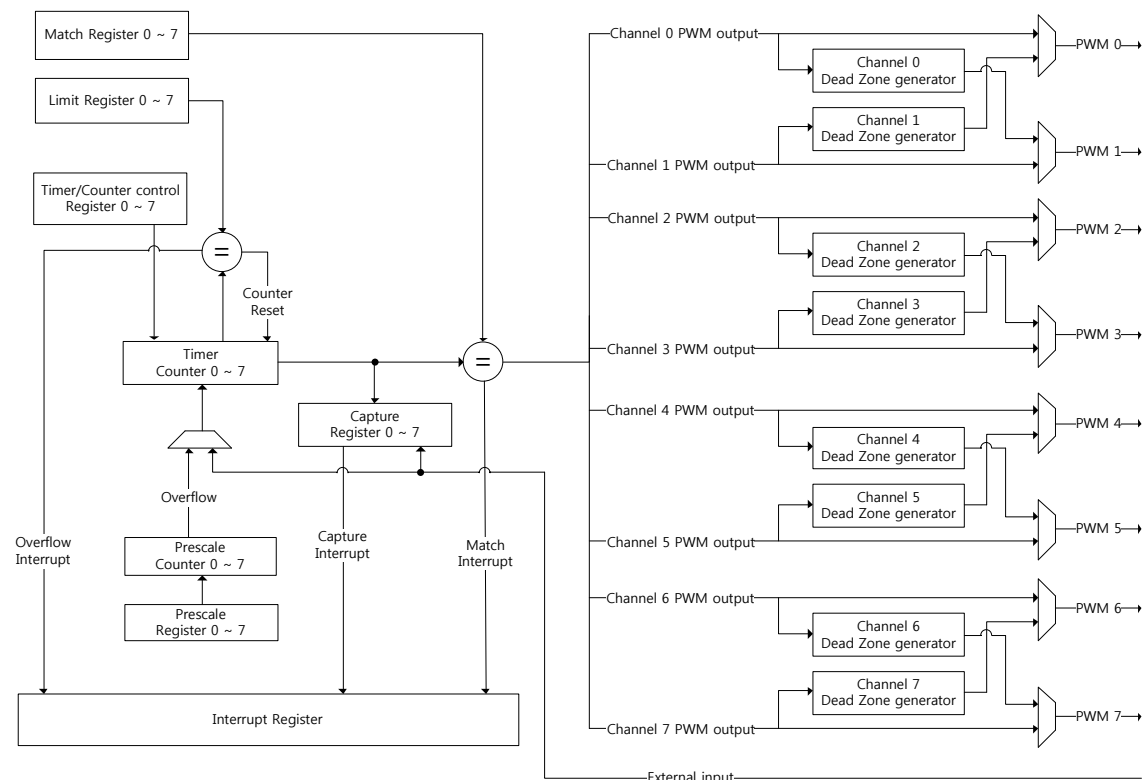 Match Register 0 ~ 7
Limit Register 0 ~ 7
Timer/Counter control
Register 0 ~ 7
=
Counter
Reset
Timer
Counter 0 ~ 7
=
Capture
Register 0 ~ 7
Overflow
Prescale
Counter 0 ~ 7
Prescale
Register 0 ~ 7
Overflow
Interrupt
Capture
Interrupt
Match
Interrupt
Interrupt Register
External input
Channel 0 PWM output
Channel 0
Dead Zone generator
PWM 0
Channel 1
Dead Zone generator
Channel 1 PWM output
PWM 1
Channel 2 PWM output
Channel 2
Dead Zone generator
PWM 2
Channel 3
Dead Zone generator
Channel 3 PWM output
PWM 3
Channel 4 PWM output
Channel 4
Dead Zone generator
PWM 4
Channel 5
Dead Zone generator
Channel 5 PWM output
PWM 5
Channel 6 PWM output
Channel 6
Dead Zone generator
PWM 6
Channel 7
Dead Zone generator
Channel 7 PWM output
PWM 7